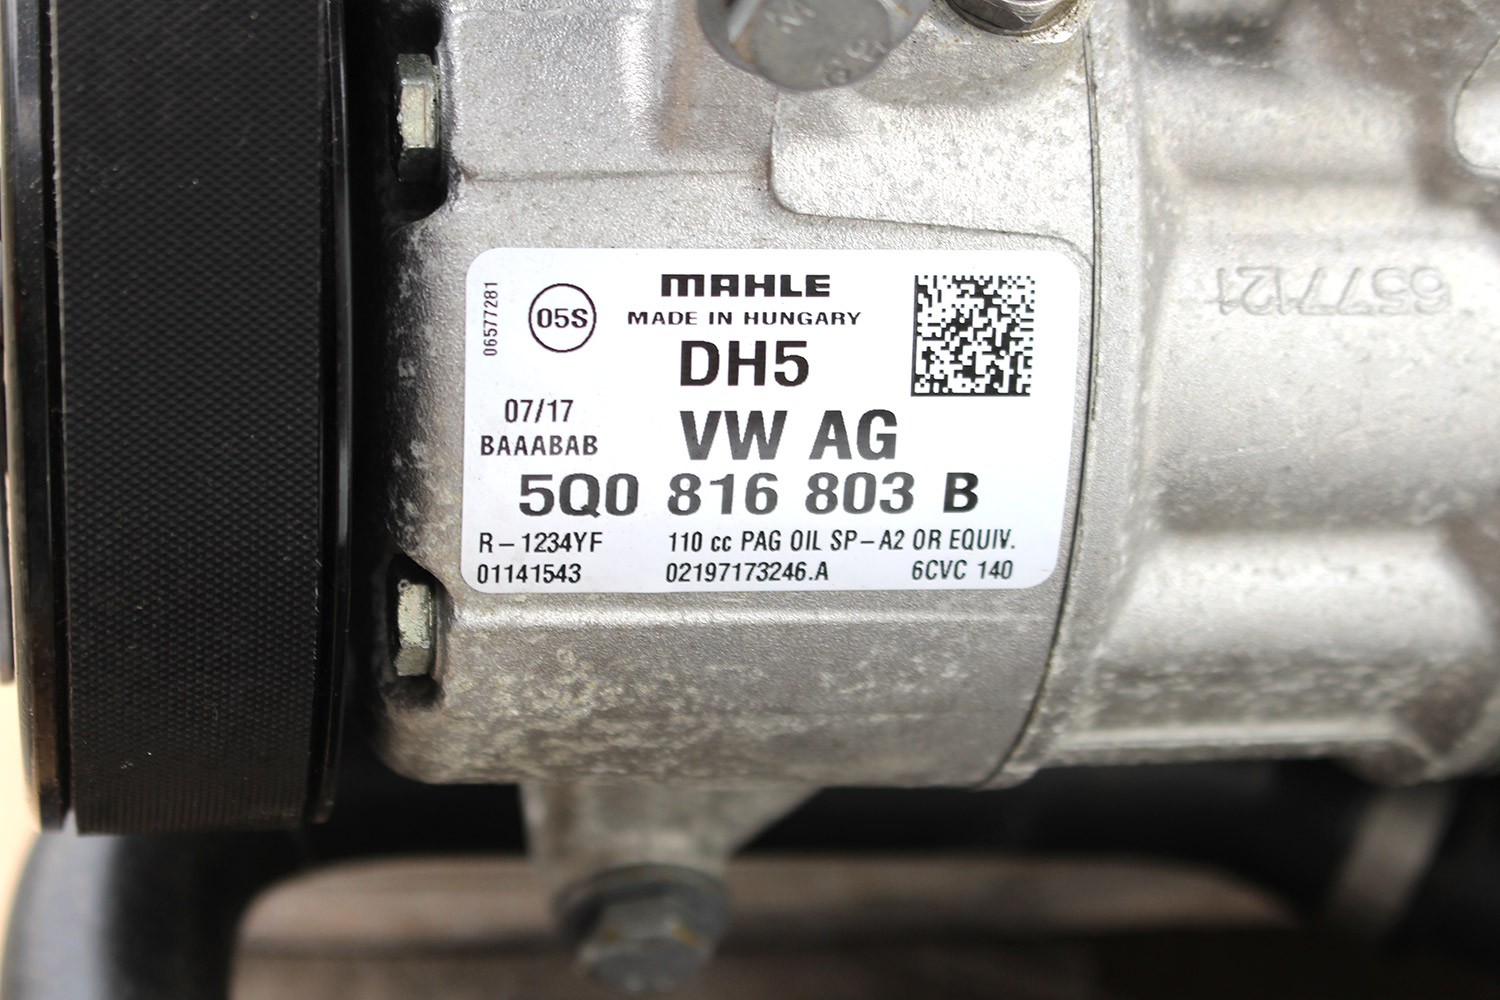 06577281
05S
MAHLE
MADE IN HUNGARY
DH5
07/17
BAAABAB
VW AG
5Q0 816 803 B
R-1234YF
110 cc PAG OIL SP-A2 OR EQUIV.
01141543
02197173246.A
6CVC 140